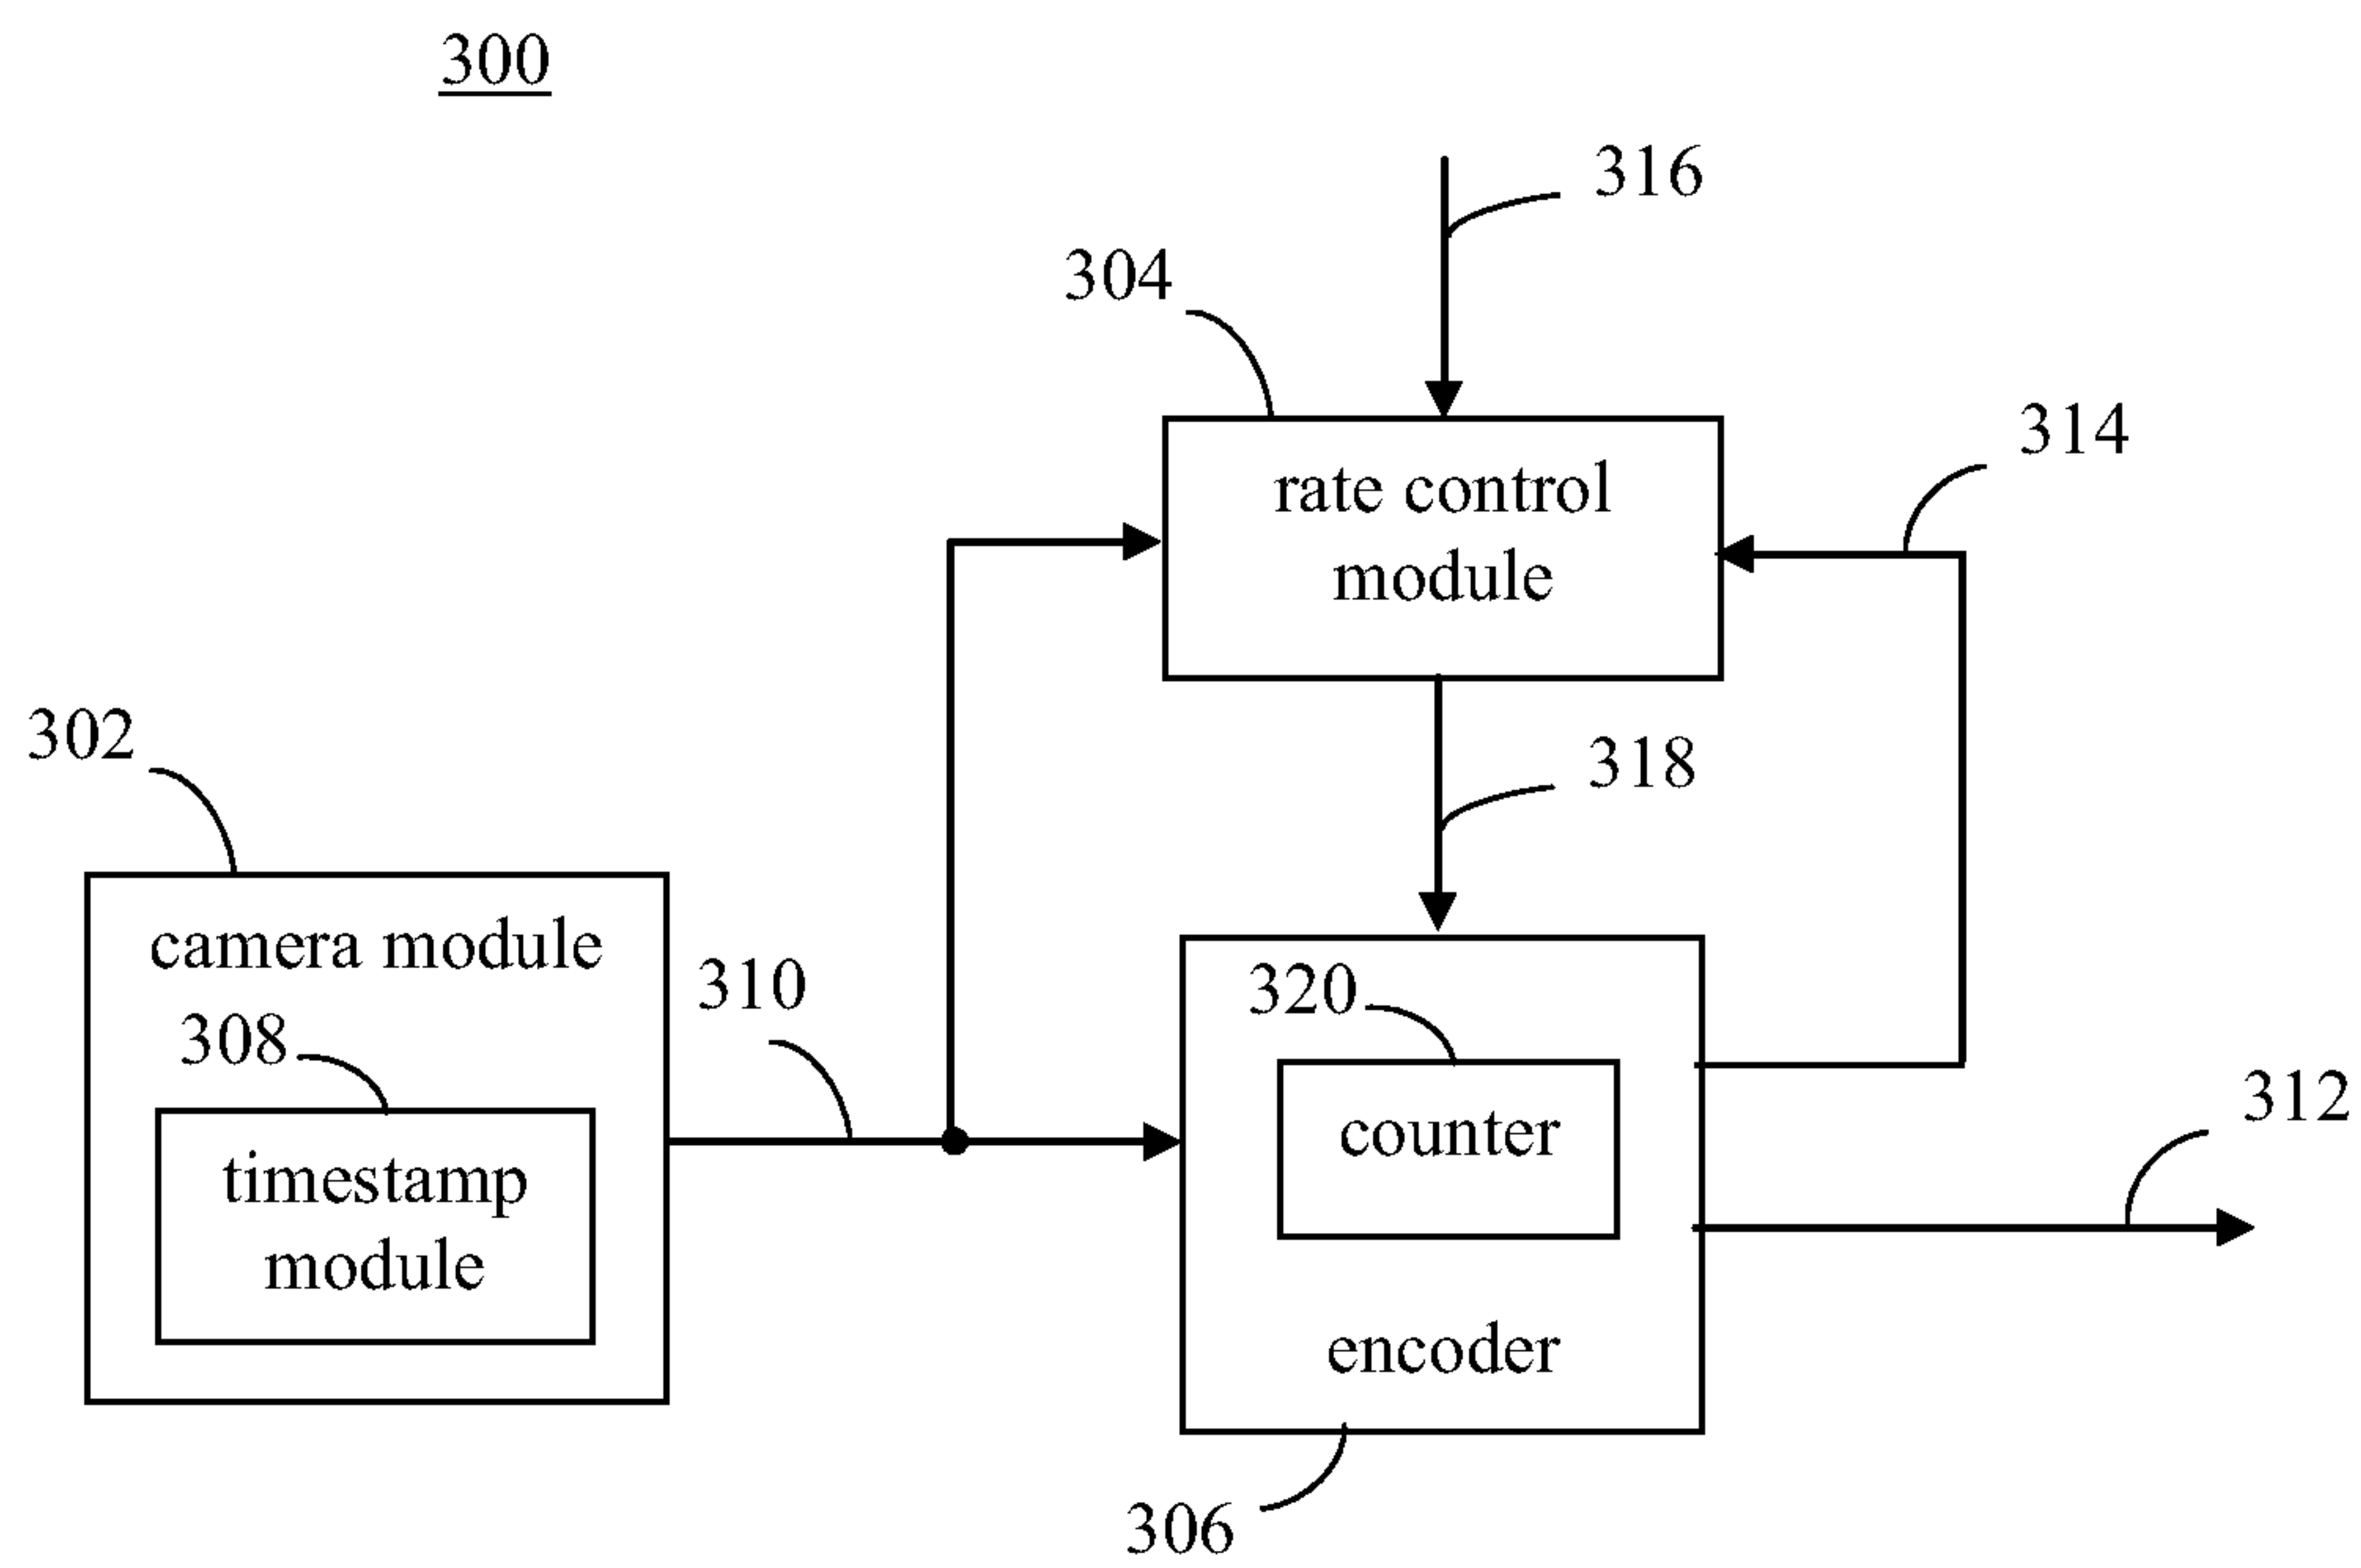 300
316
304
314
rate control
module
302
318
camera module
310
320
308
counter
312
timestamp
module
encoder
306